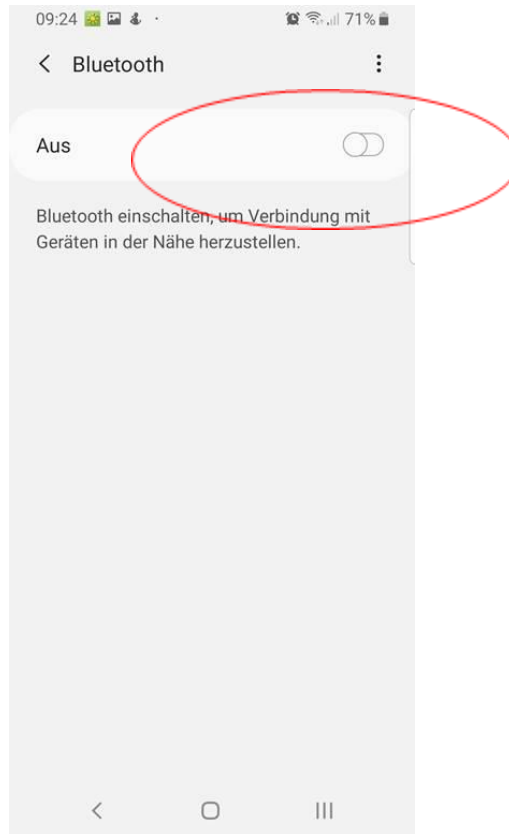 09:24 71%
Bluetooth
Aus
Bluetooth einschalten, um Verbindung mit
Geräten in der Nähe herzustellen.